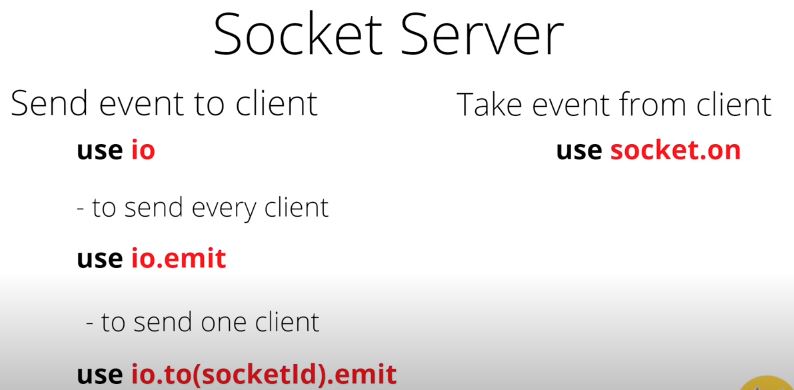 Socket Server
Send event to client
use io
- to send every client
use io.emit
- to send one client
use io.to(socketId).emit
Take event from client
use socket.on